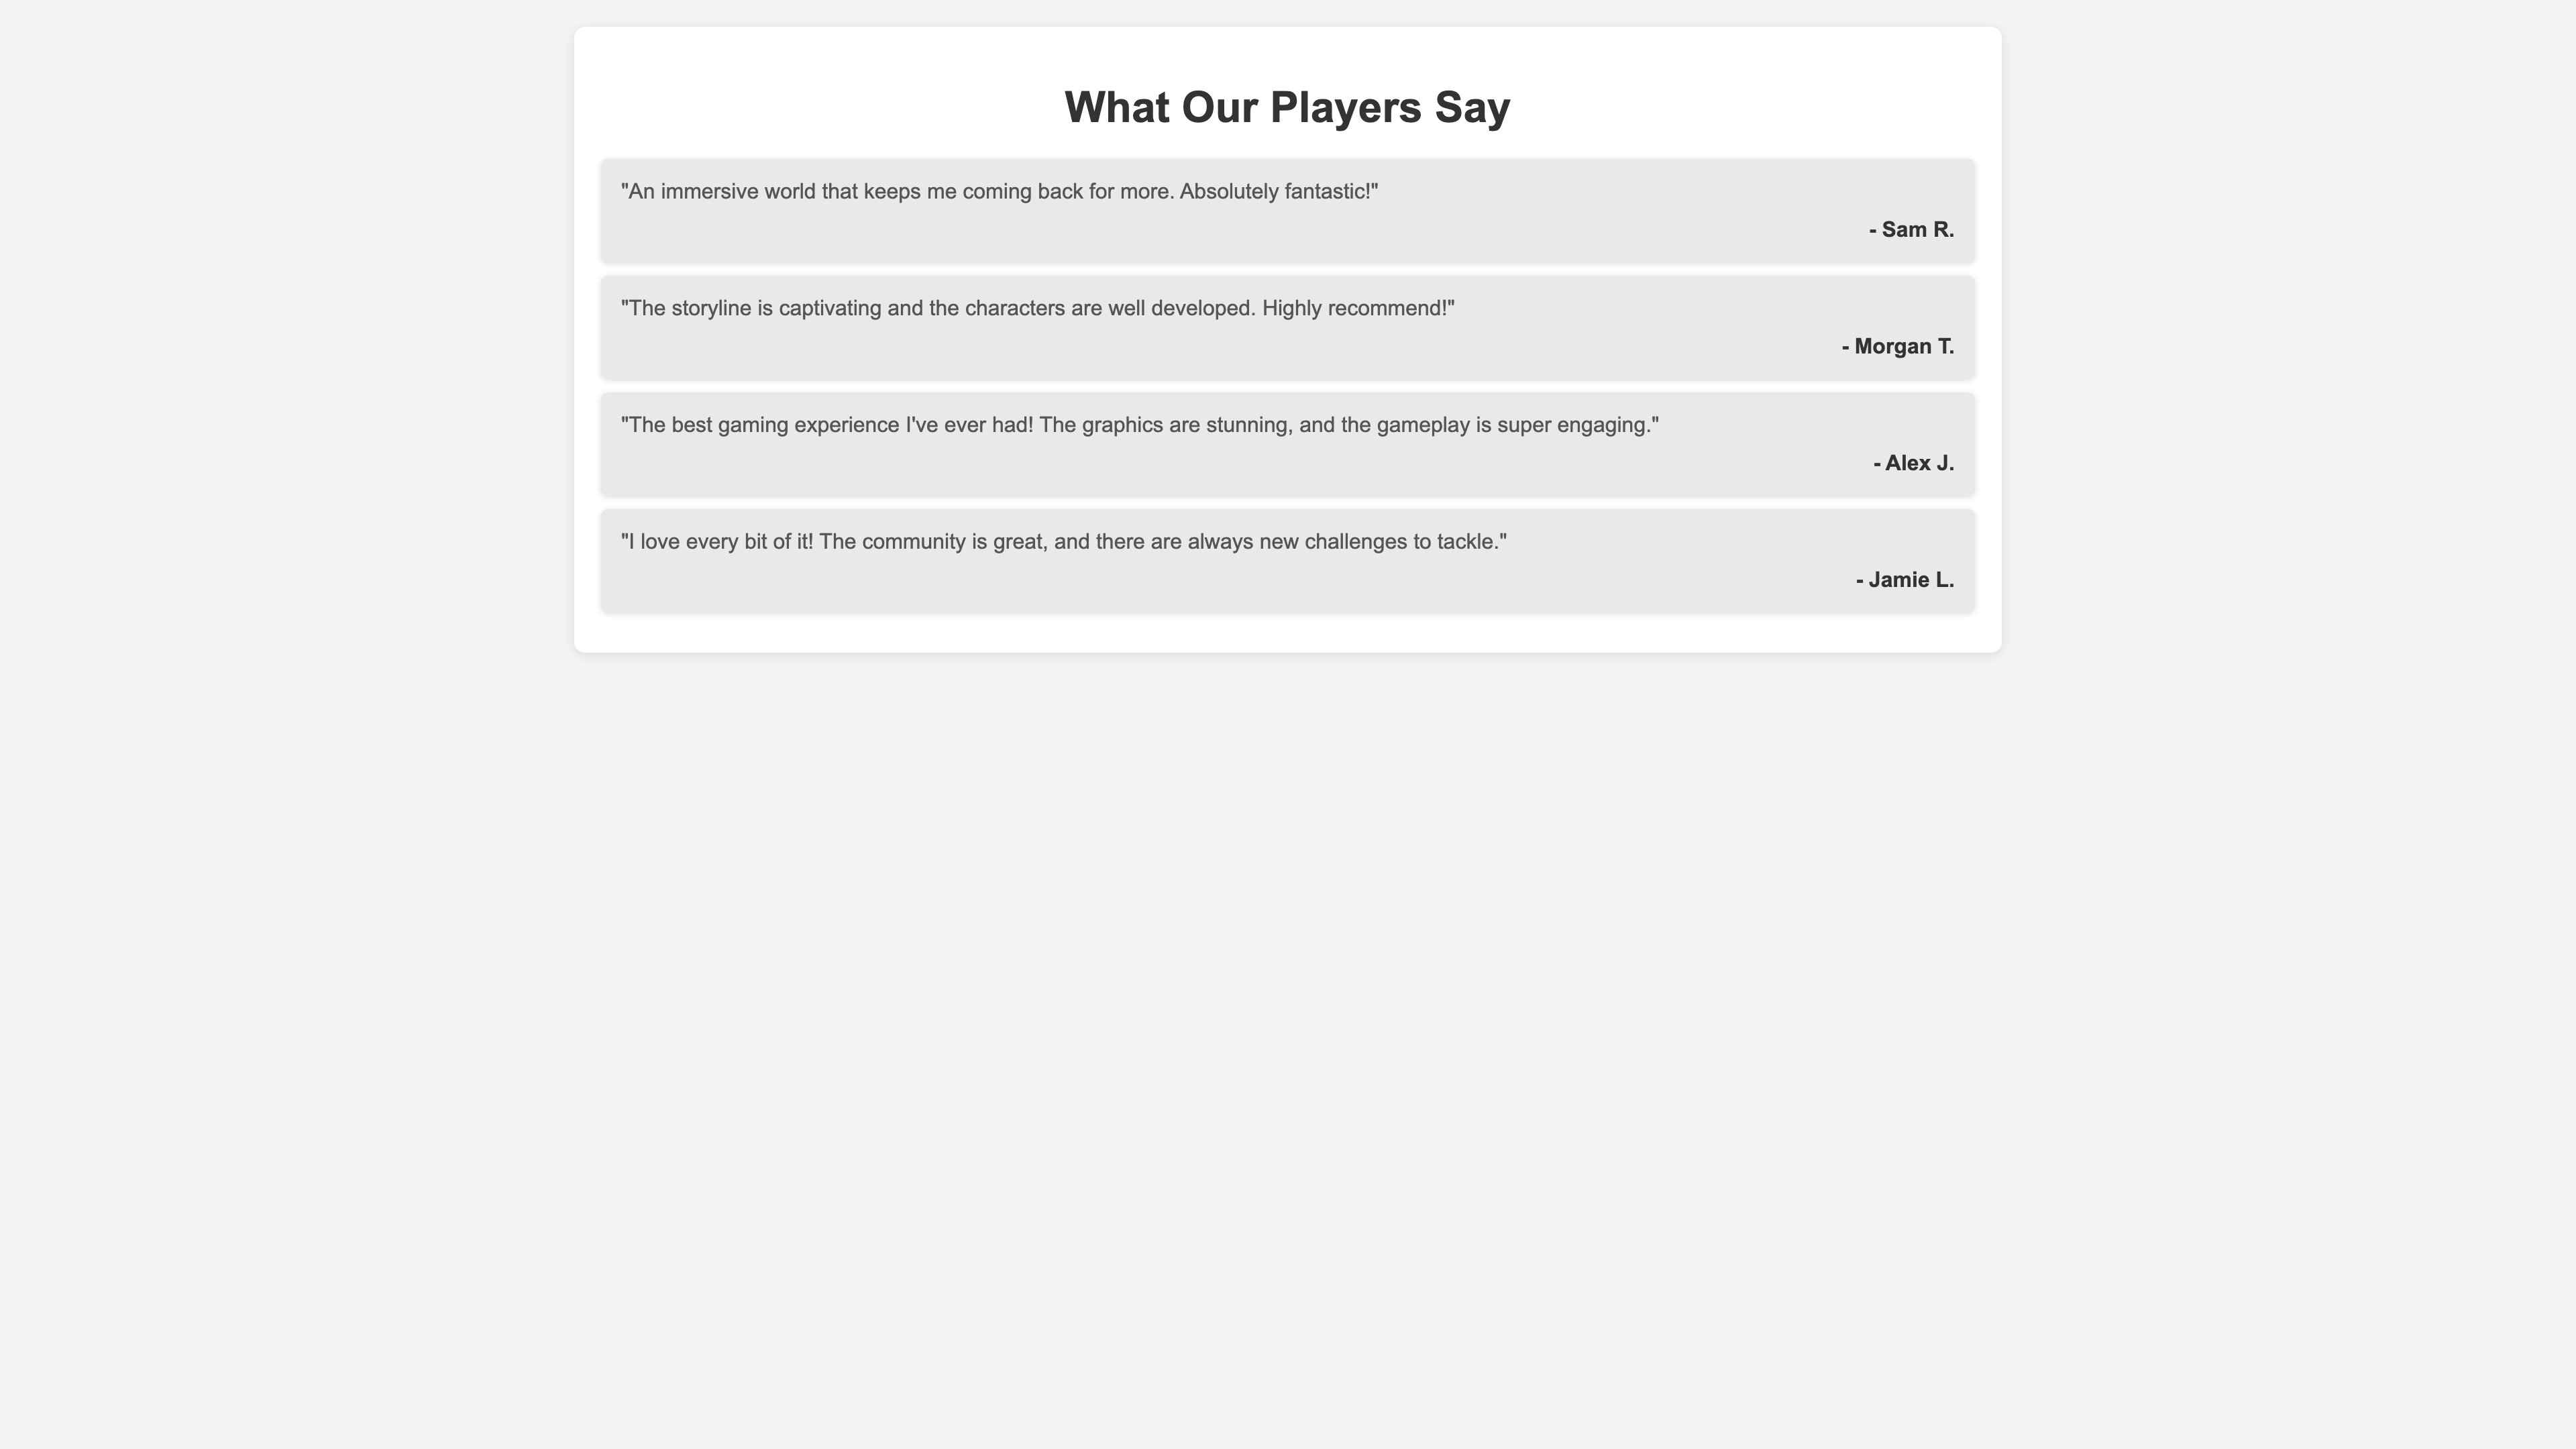 What Our Players Say
"An immersive world that keeps me coming back for more. Absolutely fantastic!"
- Sam R.
"The storyline is captivating and the characters are well developed. Highly recommend!"
- Morgan T.
"The best gaming experience I've ever had! The graphics are stunning, and the gameplay is super engaging."
- Alex J.
"I love every bit of it! The community is great, and there are always new challenges to tackle."
- Jamie L.